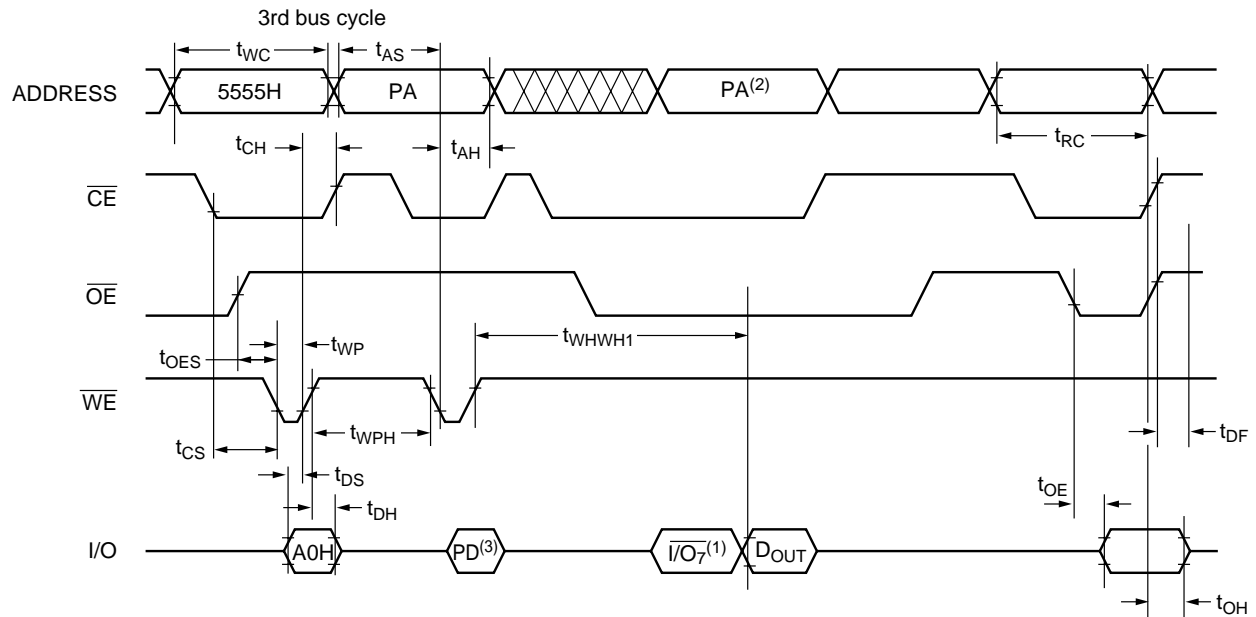 3rd bus cycle
tWC tAS
ADDRESS 5555H PA PA(2)
tCH tAH tRC
CE
OE
tOES tWP tWHWH1
WE
tCS tWPH tDF
tDS tOE
tDH
I/O A0H PD(3) I/O7(1) DOUT
tOH